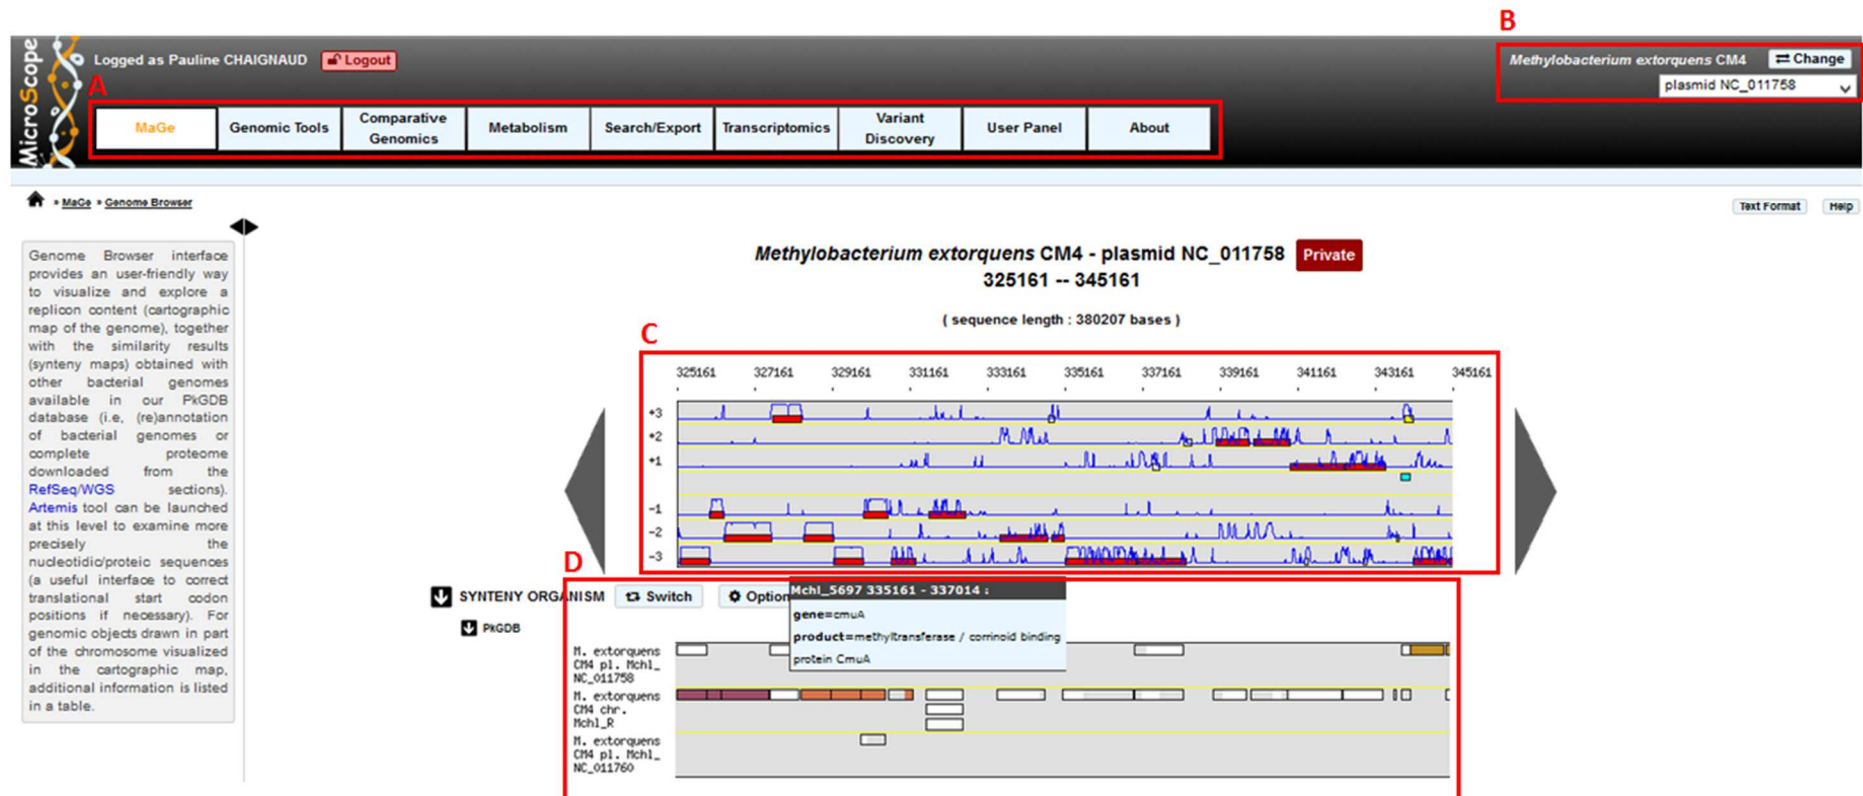 B
MicroScope
Logged as Pauline CHAIGNAUD
Logout
Methylobacterium extorquens CM4
Change
plasmid NC_011758
A
MaGe
Genomic Tools
Comparative
Genomics
Metabolism
Search/Export
Transcriptomics
Variant
Discovery
User Panel
About
» MaGe » Genome Browser
Text Format
Help
Genome Browser interface
provides an user-friendly way
to visualize and explore a
replicon content (cartographic
map of the genome), together
with the similarity results
(synteny maps) obtained with
other bacterial genomes
available in our PkGDB
database (i.e, (re)annotation
of bacterial genomes or
complete proteome
downloaded from the
RefSeq/WGS sections).
Artemis tool can be launched
at this level to examine more
precisely the
nucleotidic/proteic sequences
(a useful interface to correct
translational start codon
positions if necessary). For
genomic objects drawn in part
of the chromosome visualized
in the cartographic map,
additional information is listed
in a table.
Methylobacterium extorquens CM4 - plasmid NC_011758
Private
325161 -- 345161
( sequence length : 380207 bases )
C
325161 327161 329161 331161 333161 335161 337161 339161 341161 343161 345161
+3
+2
+1
-1
-2
-3
D
SYNTENY ORGANISM
Switch
Option
PkGDB
Mchl_5697 335161 - 337014 :
gene=cmuA
product=methyltransferase / corrinoid binding
protein CmuA
M. extorquens
CM4 pl. Mchl_
NC_011758
M. extorquens
CM4 chr.
Mchl_R
M. extorquens
CM4 pl. Mchl_
NC_011760